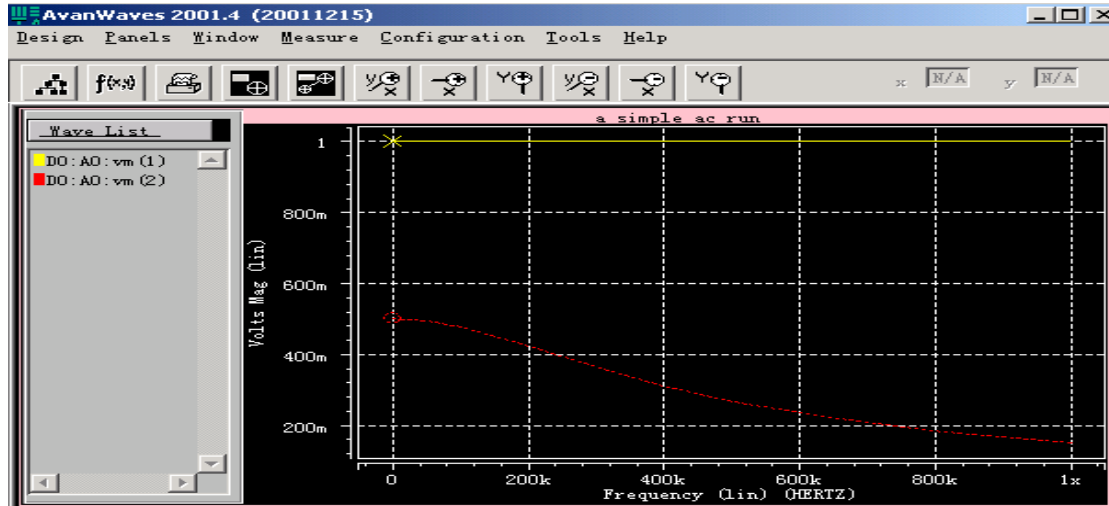 AvanWaves 2001.4 (20011215)
Design Panels Window Measure Configuration Tools Help
f(x,y) y x Y y x Y x N/A y N/A
a simple ac run
Wave List
D0:A0:vm(1)
D0:A0:vm(2)
Volts Mag (lin)
1
800m
600m
400m
200m
0 200k 400k 600k 800k 1x
Frequency (lin) (HERTZ)